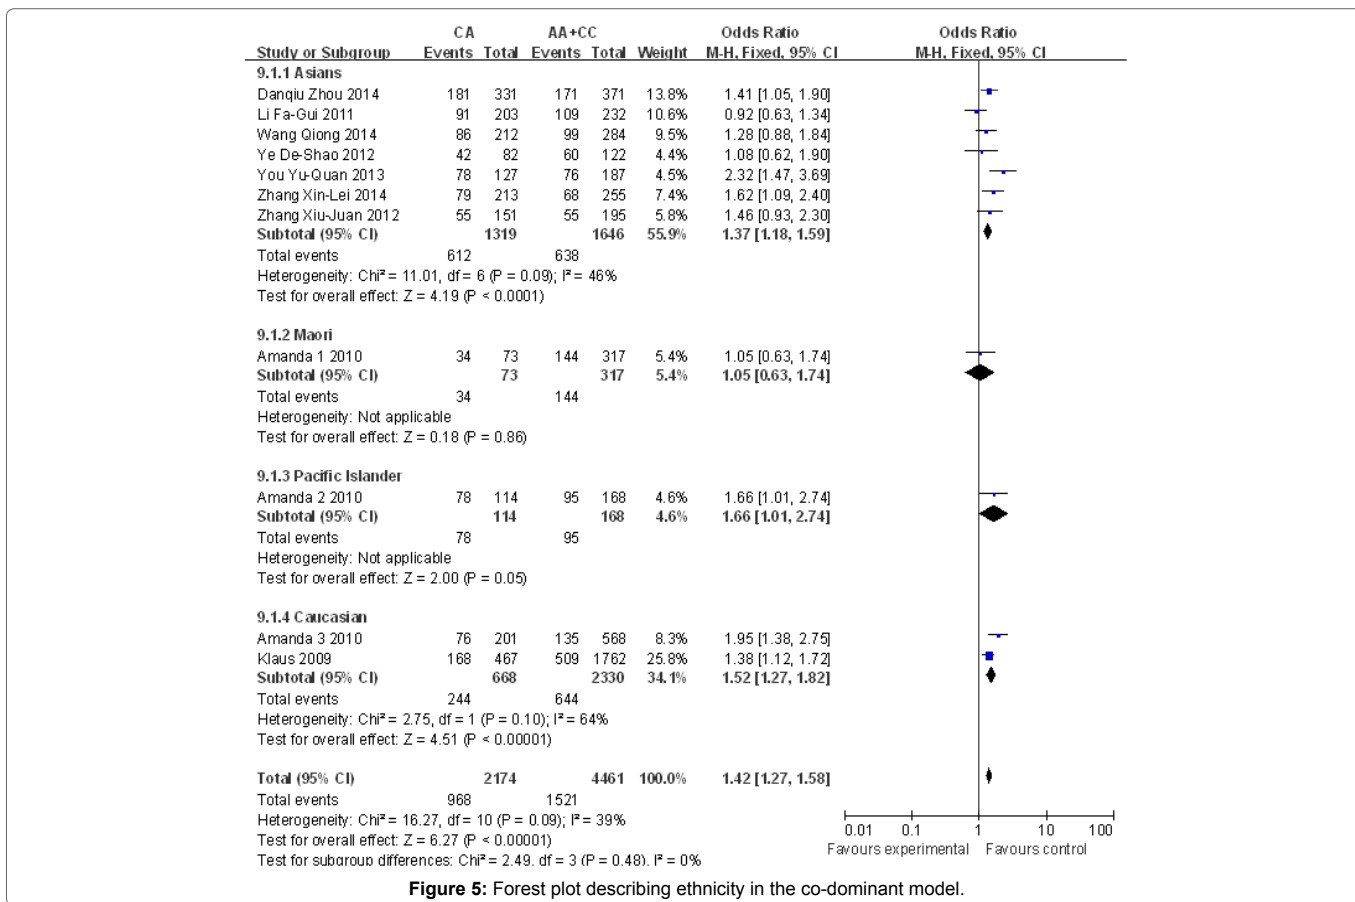 CA AA+CC Odds Ratio Odds Ratio
Study or Subgroup Events Total Events Total Weight M-H, Fixed, 95% CI M-H, Fixed, 95% CI
9.1.1 Asians
Danqiu Zhou 2014 181 331 171 371 13.8% 1.41 [1.05, 1.90]
Li Fa-Gui 2011 91 203 109 232 10.6% 0.92 [0.63, 1.34]
Wang Qiong 2014 86 212 99 284 9.5% 1.28 [0.88, 1.84]
Ye De-Shao 2012 42 82 60 122 4.4% 1.08 [0.62, 1.90]
You Yu-Quan 2013 78 127 76 187 4.5% 2.32 [1.47, 3.69]
Zhang Xin-Lei 2014 79 213 68 255 7.4% 1.62 [1.09, 2.40]
Zhang Xiu-Juan 2012 55 151 55 195 5.8% 1.46 [0.93, 2.30]
Subtotal (95% CI) 1319 1646 55.9% 1.37 [1.18, 1.59]
Total events 612 638
Heterogeneity: Chi² = 11.01, df = 6 (P = 0.09); I² = 46%
Test for overall effect: Z = 4.19 (P < 0.0001)
9.1.2 Maori
Amanda 1 2010 34 73 144 317 5.4% 1.05 [0.63, 1.74]
Subtotal (95% CI) 73 317 5.4% 1.05 [0.63, 1.74]
Total events 34 144
Heterogeneity: Not applicable
Test for overall effect: Z = 0.18 (P = 0.86)
9.1.3 Pacific Islander
Amanda 2 2010 78 114 95 168 4.6% 1.66 [1.01, 2.74]
Subtotal (95% CI) 114 168 4.6% 1.66 [1.01, 2.74]
Total events 78 95
Heterogeneity: Not applicable
Test for overall effect: Z = 2.00 (P = 0.05)
9.1.4 Caucasian
Amanda 3 2010 76 201 135 568 8.3% 1.95 [1.38, 2.75]
Klaus 2009 168 467 509 1762 25.8% 1.38 [1.12, 1.72]
Subtotal (95% CI) 668 2330 34.1% 1.52 [1.27, 1.82]
Total events 244 644
Heterogeneity: Chi² = 2.75, df = 1 (P = 0.10); I² = 64%
Test for overall effect: Z = 4.51 (P < 0.00001)
Total (95% CI) 2174 4461 100.0% 1.42 [1.27, 1.58]
Total events 968 1521
Heterogeneity: Chi² = 16.27, df = 10 (P = 0.09); I² = 39%
Test for overall effect: Z = 6.27 (P < 0.00001)
Test for subgroup differences: Chi² = 2.49. df = 3 (P = 0.48). I² = 0%
0.01 0.1 1 10 100
Favours experimental Favours control
Figure 5: Forest plot describing ethnicity in the co-dominant model.